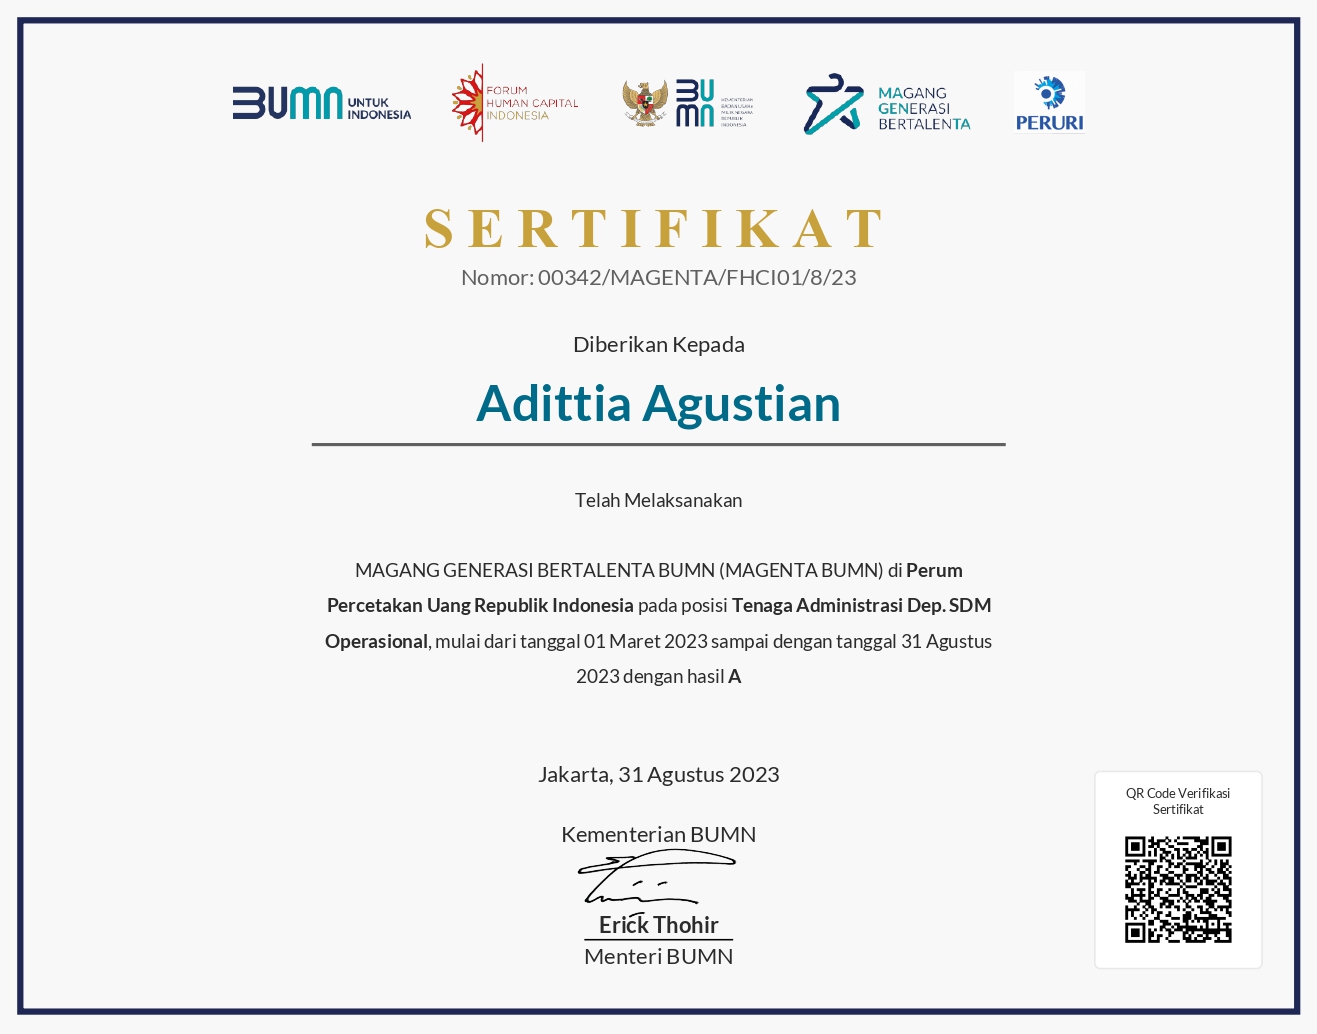 BUMN UNTUK INDONESIA
FORUM HUMAN CAPITAL INDONESIA
BUMN KEMENTERIAN BADAN USAHA MILIK NEGARA REPUBLIK INDONESIA
MAGANG GENERASI BERTALENTA
PERURI
SERTIFIKAT
Nomor: 00342/MAGENTA/FHCI01/8/23
Diberikan Kepada
Adittia Agustian
Telah Melaksanakan
MAGANG GENERASI BERTALENTA BUMN (MAGENTA BUMN) di Perum
Percetakan Uang Republik Indonesia pada posisi Tenaga Administrasi Dep. SDM
Operasional, mulai dari tanggal 01 Maret 2023 sampai dengan tanggal 31 Agustus
2023 dengan hasil A
Jakarta, 31 Agustus 2023
Kementerian BUMN
Erick Thohir
Menteri BUMN
QR Code Verifikasi
Sertifikat